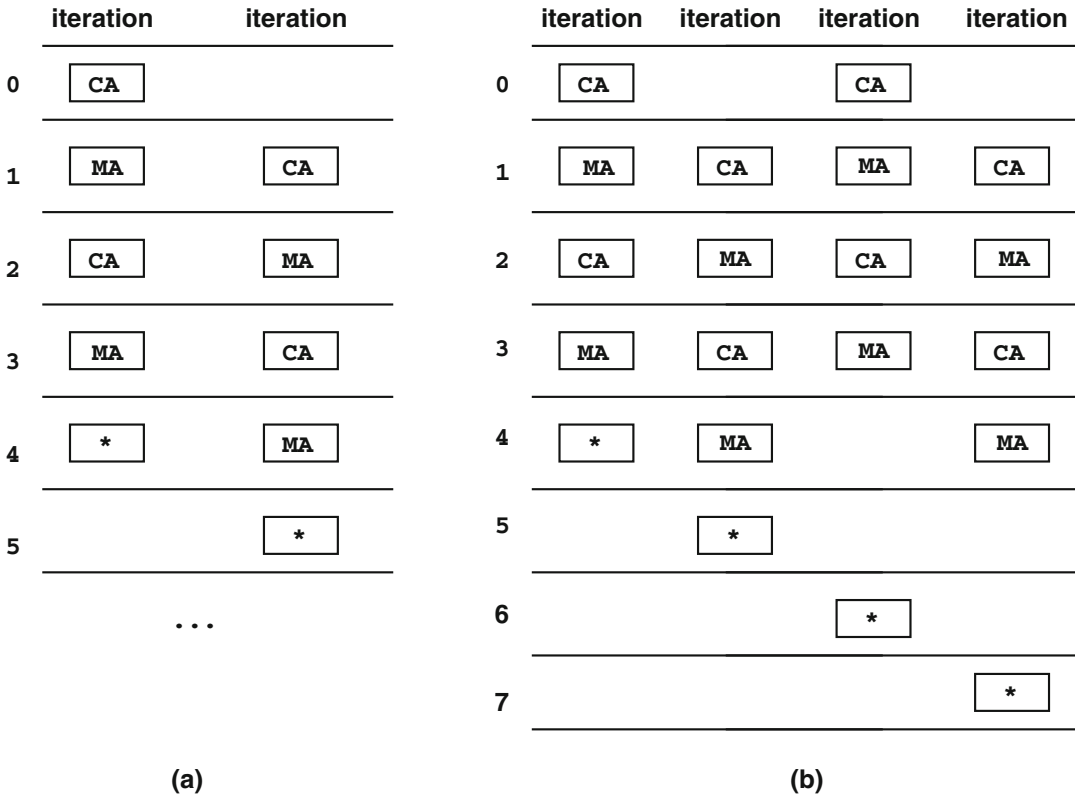 iteration iteration
0 CA
1 MA CA
2 CA MA
3 MA CA
4 * MA
5 *
...
(a)
iteration iteration iteration iteration
0 CA CA
1 MA CA MA CA
2 CA MA CA MA
3 MA CA MA CA
4 * MA MA
5 *
6 *
7 *
(b)